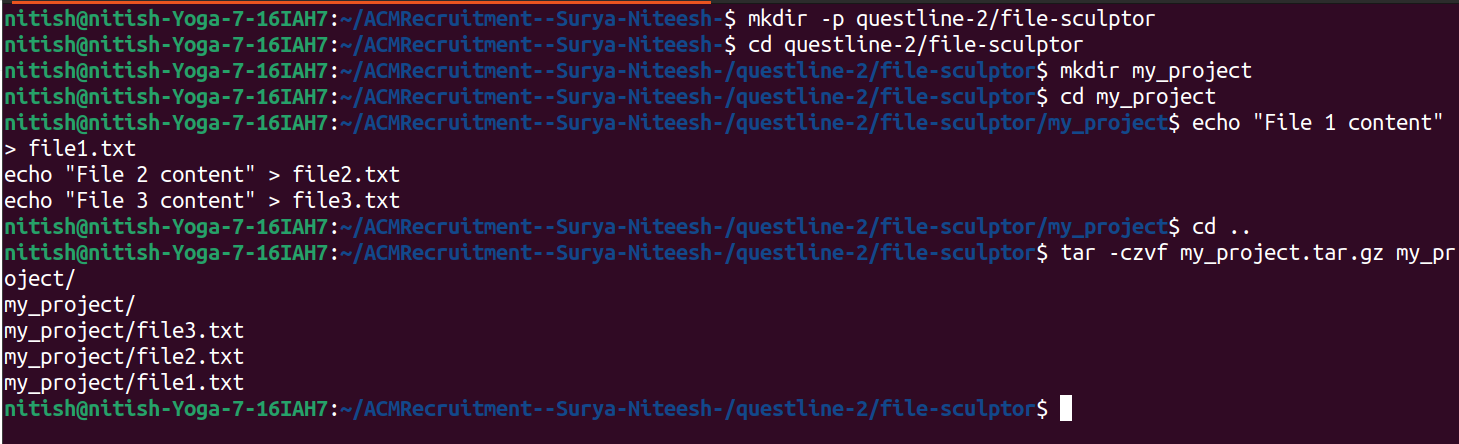 nitish@nitish-Yoga-7-16IAH7:~/ACMRecruitment--Surya-Niteesh-$ mkdir -p questline-2/file-sculptor
nitish@nitish-Yoga-7-16IAH7:~/ACMRecruitment--Surya-Niteesh-$ cd questline-2/file-sculptor
nitish@nitish-Yoga-7-16IAH7:~/ACMRecruitment--Surya-Niteesh-/questline-2/file-sculptor$ mkdir my_project
nitish@nitish-Yoga-7-16IAH7:~/ACMRecruitment--Surya-Niteesh-/questline-2/file-sculptor$ cd my_project
nitish@nitish-Yoga-7-16IAH7:~/ACMRecruitment--Surya-Niteesh-/questline-2/file-sculptor/my_project$ echo "File 1 content"
> file1.txt
echo "File 2 content" > file2.txt
echo "File 3 content" > file3.txt
nitish@nitish-Yoga-7-16IAH7:~/ACMRecruitment--Surya-Niteesh-/questline-2/file-sculptor/my_project$ cd ..
nitish@nitish-Yoga-7-16IAH7:~/ACMRecruitment--Surya-Niteesh-/questline-2/file-sculptor$ tar -czvf my_project.tar.gz my_pr
oject/
my_project/
my_project/file3.txt
my_project/file2.txt
my_project/file1.txt
nitish@nitish-Yoga-7-16IAH7:~/ACMRecruitment--Surya-Niteesh-/questline-2/file-sculptor$